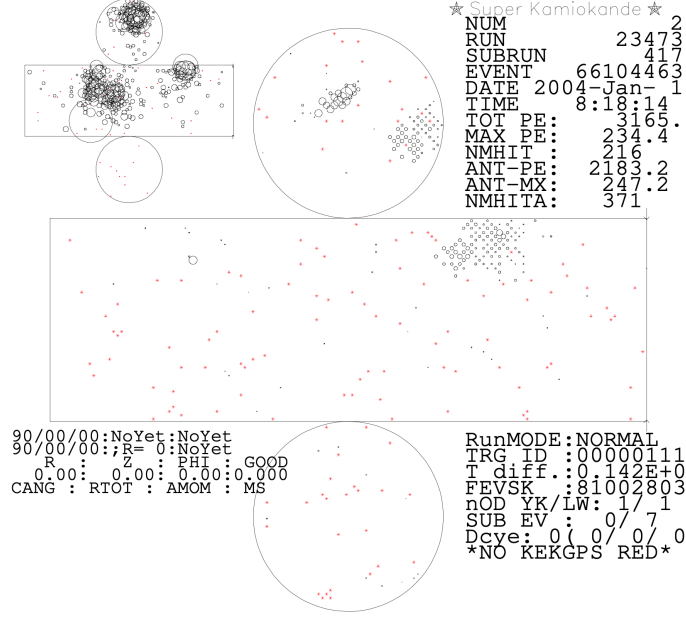 Super Kamiokande
NUM 2
RUN 23473
SUBRUN 417
EVENT 66104463
DATE 2004-Jan- 1
TIME 8:18:14
TOT PE: 3165.
MAX PE: 234.4
NMHIT : 216
ANT-PE: 2183.2
ANT-MX: 247.2
NMHITA: 371
90/00/00:NoYet:NoYet
90/00/00:;R= 0:NoYet
R : Z : PHI : GOOD
0.00: 0.00: 0.00:0.000
CANG : RTOT : AMOM : MS
RunMODE:NORMAL
TRG ID :00000111
T diff.:0.142E+0
FEVSK :81002803
nOD YK/LW: 1/ 1
SUB EV : 0/ 7
Dcye: 0( 0/ 0/ 0
*NO KEKGPS RED*